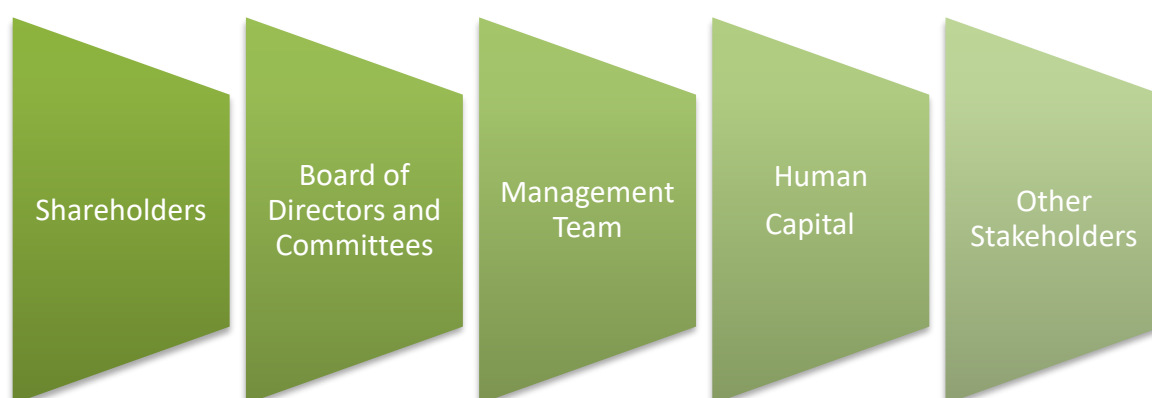 Shareholders
Board of
Directors and
Committees
Management
Team
Human
Capital
Other
Stakeholders